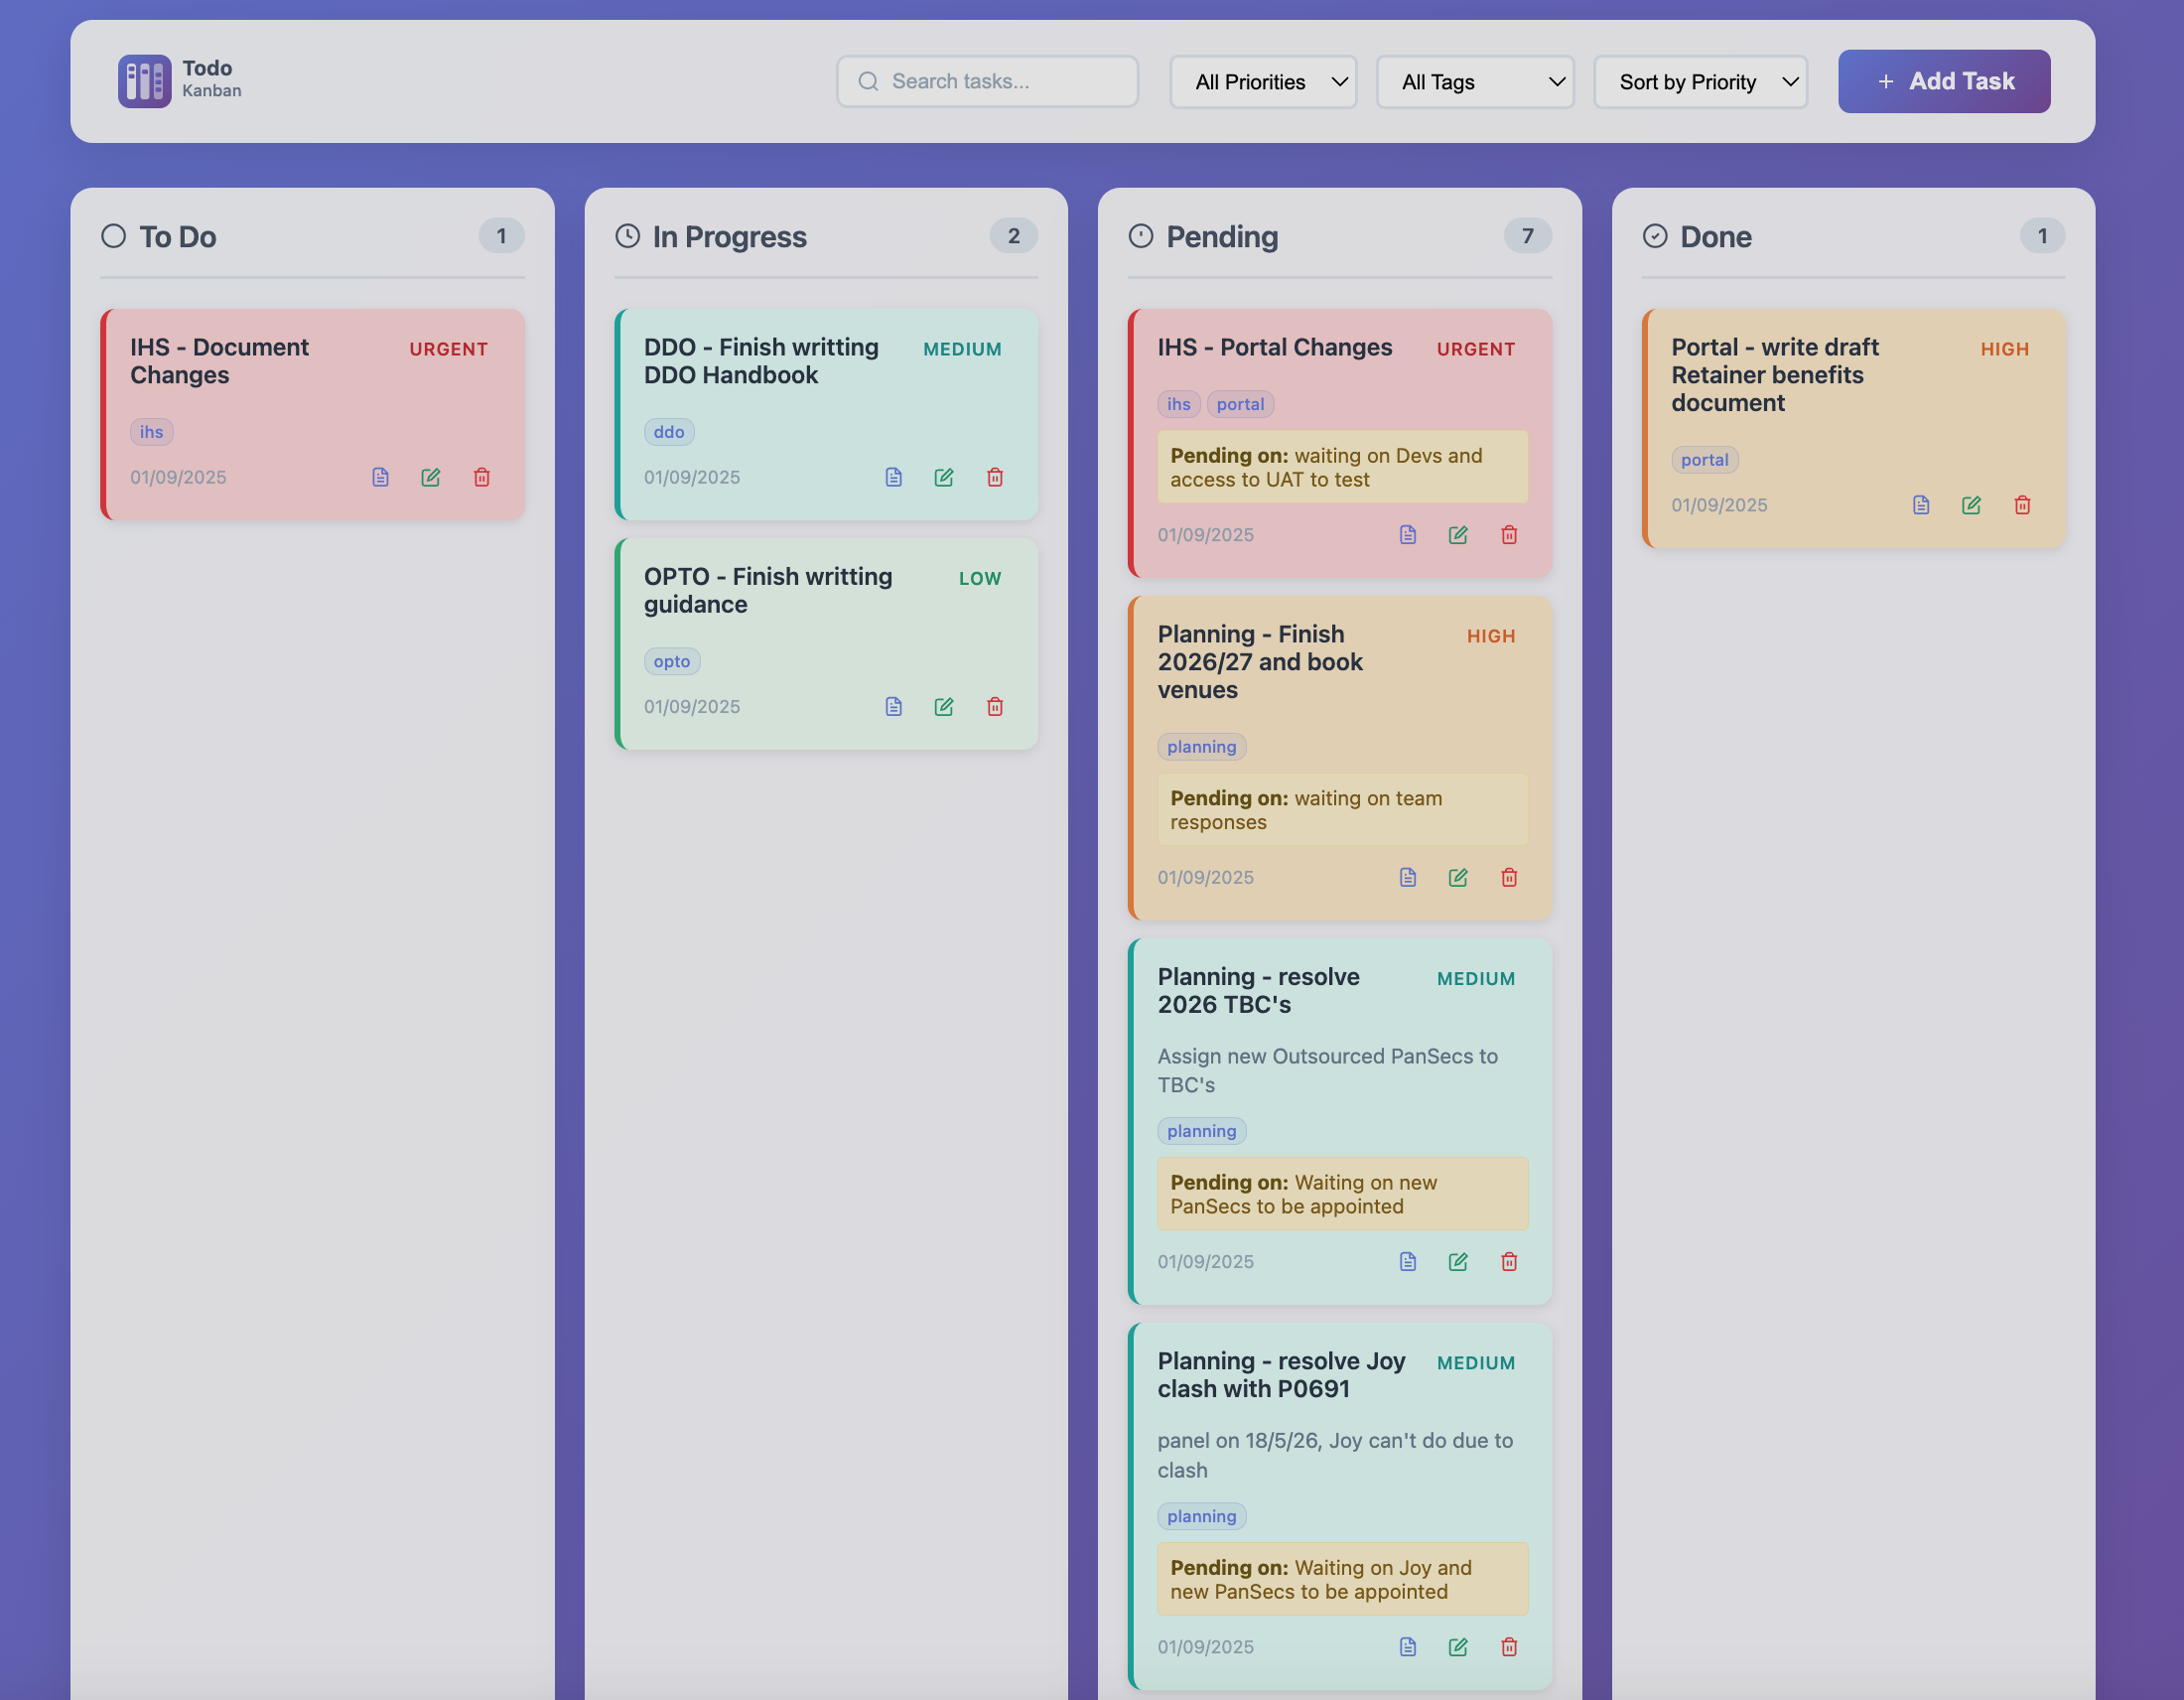 Todo
Kanban
Search tasks...
All Priorities
All Tags
Sort by Priority
+ Add Task
To Do
1
IHS - Document
Changes
URGENT
ihs
01/09/2025
In Progress
2
DDO - Finish writting
DDO Handbook
MEDIUM
ddo
01/09/2025
OPTO - Finish writting
guidance
LOW
opto
01/09/2025
Pending
7
IHS - Portal Changes
URGENT
ihs portal
Pending on: waiting on Devs and
access to UAT to test
01/09/2025
Planning - Finish
2026/27 and book
venues
HIGH
planning
Pending on: waiting on team
responses
01/09/2025
Planning - resolve
2026 TBC's
MEDIUM
Assign new Outsourced PanSecs to
TBC's
planning
Pending on: Waiting on new
PanSecs to be appointed
01/09/2025
Planning - resolve Joy
clash with P0691
MEDIUM
panel on 18/5/26, Joy can't do due to
clash
planning
Pending on: Waiting on Joy and
new PanSecs to be appointed
01/09/2025
Done
1
Portal - write draft
Retainer benefits
document
HIGH
portal
01/09/2025